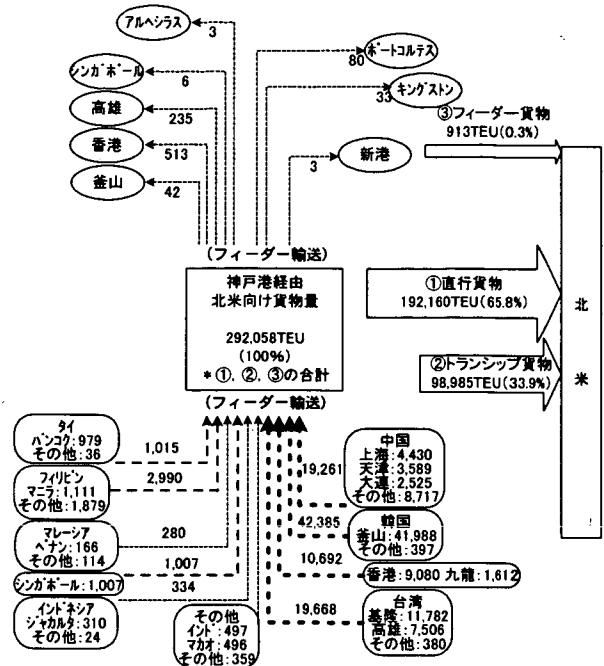 アルヘシラス
3
シンガポール
6
高雄
235
香港
513
釜山
42
ポートコルテス
80
キングストン
33
新港
3
③フィーダー貨物
913TEU(0.3%)
(フィーダー輸送)
神戸港経由
北米向け貨物量
292,058TEU
(100%)
*①,②,③の合計
(フィーダー輸送)
①直行貨物
192,160TEU(65.8%)
②トランシップ貨物
98,985TEU(33.9%)
北
米
タイ
バンコク:979
その他:36
1,015
フィリピン
マニラ:1,111
その他:1,879
2,990
マレーシア
ペナン:166
その他:114
280
シンガポール:1,007
1,007
インドネシア
ジャカルタ:310
その他:24
334
その他
インド:497
マカオ:496
その他:359
中国
上海:4,430
天津:3,589
大連:2,525
その他:8,717
19,261
韓国
釜山:41,988
その他:397
42,385
香港:9,080 九龍:1,612
10,692
台湾
基隆:11,782
高雄:7,506
その他:380
19,668